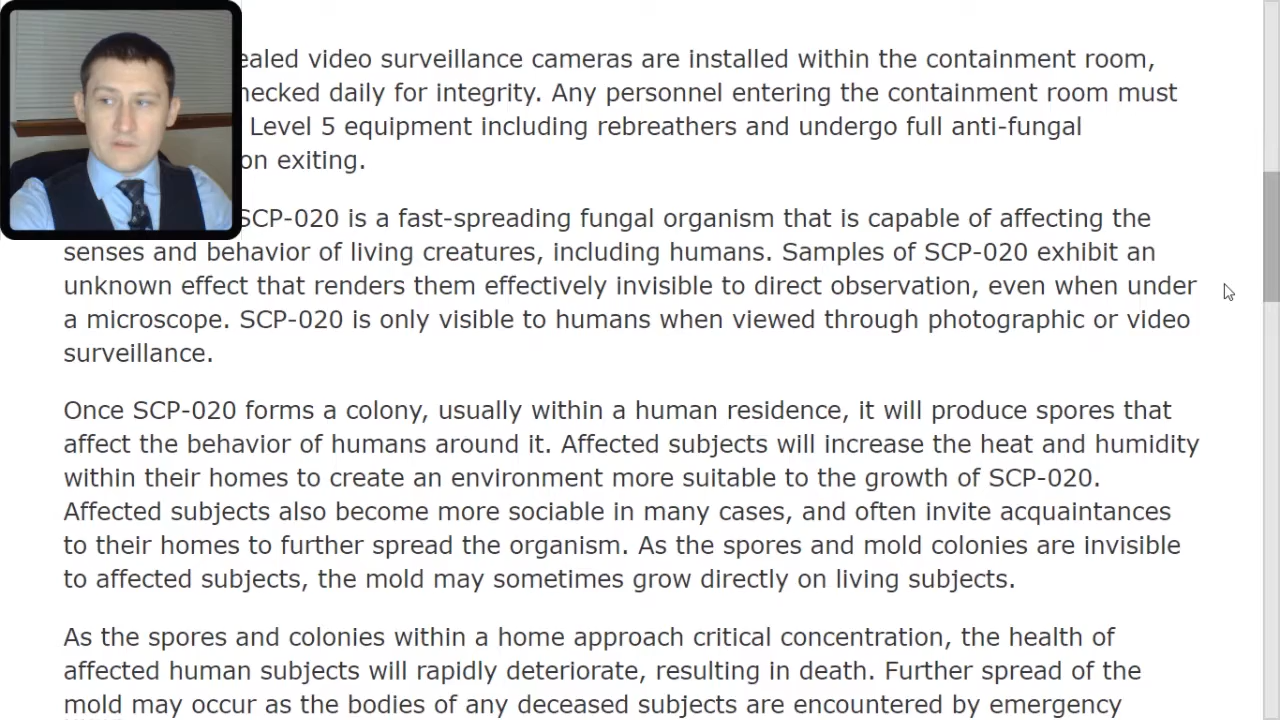 ealed video surveillance cameras are installed within the containment room,
hecked daily for integrity. Any personnel entering the containment room must
Level 5 equipment including rebreathers and undergo full anti-fungal
on exiting.
SCP-020 is a fast-spreading fungal organism that is capable of affecting the
senses and behavior of living creatures, including humans. Samples of SCP-020 exhibit an
unknown effect that renders them effectively invisible to direct observation, even when under
a microscope. SCP-020 is only visible to humans when viewed through photographic or video
surveillance.
Once SCP-020 forms a colony, usually within a human residence, it will produce spores that
affect the behavior of humans around it. Affected subjects will increase the heat and humidity
within their homes to create an environment more suitable to the growth of SCP-020.
Affected subjects also become more sociable in many cases, and often invite acquaintances
to their homes to further spread the organism. As the spores and mold colonies are invisible
to affected subjects, the mold may sometimes grow directly on living subjects.
As the spores and colonies within a home approach critical concentration, the health of
affected human subjects will rapidly deteriorate, resulting in death. Further spread of the
mold may occur as the bodies of any deceased subjects are encountered by emergency